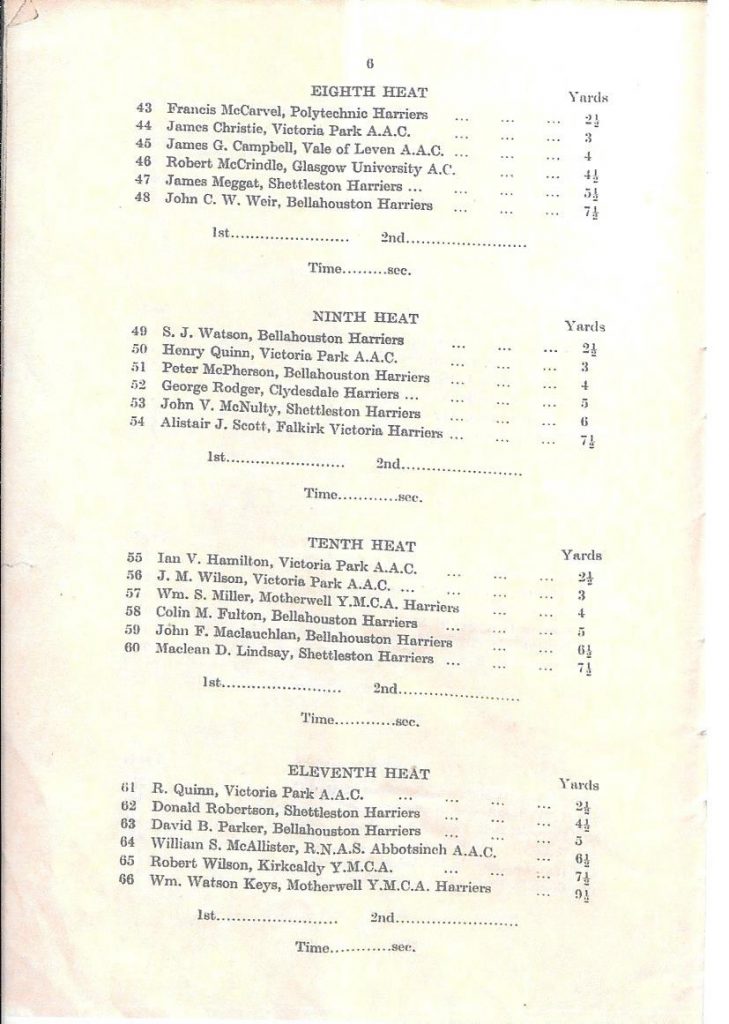 6
EIGHTH HEAT
Yards
43 Francis McCarvel, Polytechnic Harriers ... ... ... 2½
44 James Christie, Victoria Park A.A.C. ... ... ... 3
45 James G. Campbell, Vale of Leven A.A.C. ... ... ... 4
46 Robert McCrindle, Glasgow University A.C. ... ... 4½
47 James Meggat, Shettleston Harriers ... ... ... ... 5½
48 John C. W. Weir, Bellahouston Harriers ... ... ... 7½
1st......................... 2nd.........................
Time.........sec.
NINTH HEAT
Yards
49 S. J. Watson, Bellahouston Harriers ... ... ... 2½
50 Henry Quinn, Victoria Park A.A.C. ... ... ... 3
51 Peter McPherson, Bellahouston Harriers ... ... ... 4
52 George Rodger, Clydesdale Harriers ... ... ... ... 5
53 John V. McNulty, Shettleston Harriers ... ... ... 6
54 Alistair J. Scott, Falkirk Victoria Harriers ... ... ... 7½
1st......................... 2nd.........................
Time............sec.
TENTH HEAT
Yards
55 Ian V. Hamilton, Victoria Park A.A.C. ... ... ... 2½
56 J. M. Wilson, Victoria Park A.A.C. ... ... ... ... 3
57 Wm. S. Miller, Motherwell Y.M.C.A. Harriers ... ... 4
58 Colin M. Fulton, Bellahouston Harriers ... ... ... 5
59 John F. Maclauchlan, Bellahouston Harriers ... ... 6½
60 Maclean D. Lindsay, Shettleston Harriers ... ... ... 7½
1st......................... 2nd.........................
Time............sec.
ELEVENTH HEAT
Yards
61 R. Quinn, Victoria Park A.A.C. ... ... ... ... 2½
62 Donald Robertson, Shettleston Harriers ... ... ... 4½
63 David B. Parker, Bellahouston Harriers ... ... ... 5
64 William S. McAllister, R.N.A.S. Abbotsinch A.A.C. ... 6½
65 Robert Wilson, Kirkcaldy Y.M.C.A. ... ... ... 7½
66 Wm. Watson Keys, Motherwell Y.M.C.A. Harriers ... 9½
1st......................... 2nd.........................
Time............sec.